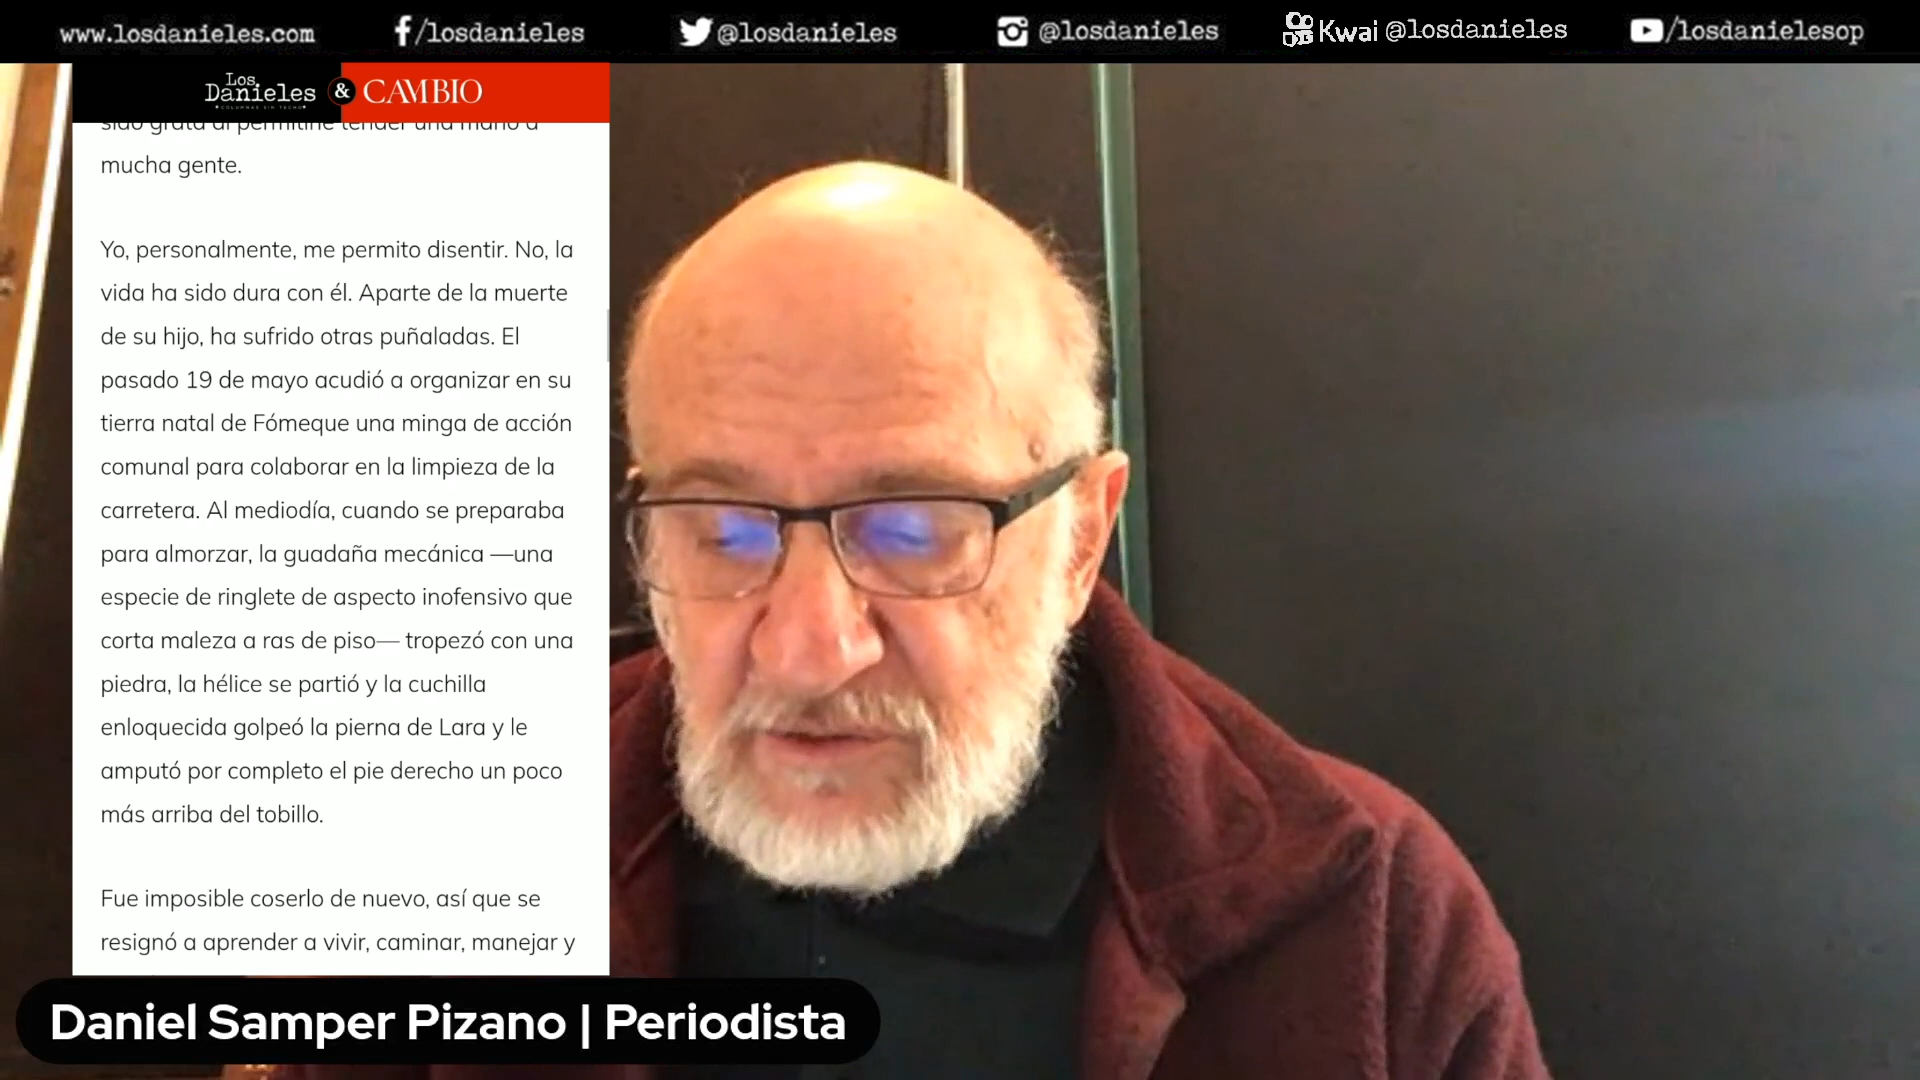 www.losdanieles.com
/losdanieles
@losdanieles
@losdanieles
Kwai @losdanieles
/losdanielesop
Los Danieles & CAMBIO
sido grata al permitirle tender una mano a
mucha gente.
Yo, personalmente, me permito disentir. No, la
vida ha sido dura con él. Aparte de la muerte
de su hijo, ha sufrido otras puñaladas. El
pasado 19 de mayo acudió a organizar en su
tierra natal de Fómeque una minga de acción
comunal para colaborar en la limpieza de la
carretera. Al mediodía, cuando se preparaba
para almorzar, la guadaña mecánica —una
especie de ringlete de aspecto inofensivo que
corta maleza a ras de piso— tropezó con una
piedra, la hélice se partió y la cuchilla
enloquecida golpeó la pierna de Lara y le
amputó por completo el pie derecho un poco
más arriba del tobillo.
Fue imposible coserlo de nuevo, así que se
resignó a aprender a vivir, caminar, manejar y
Daniel Samper Pizano | Periodista